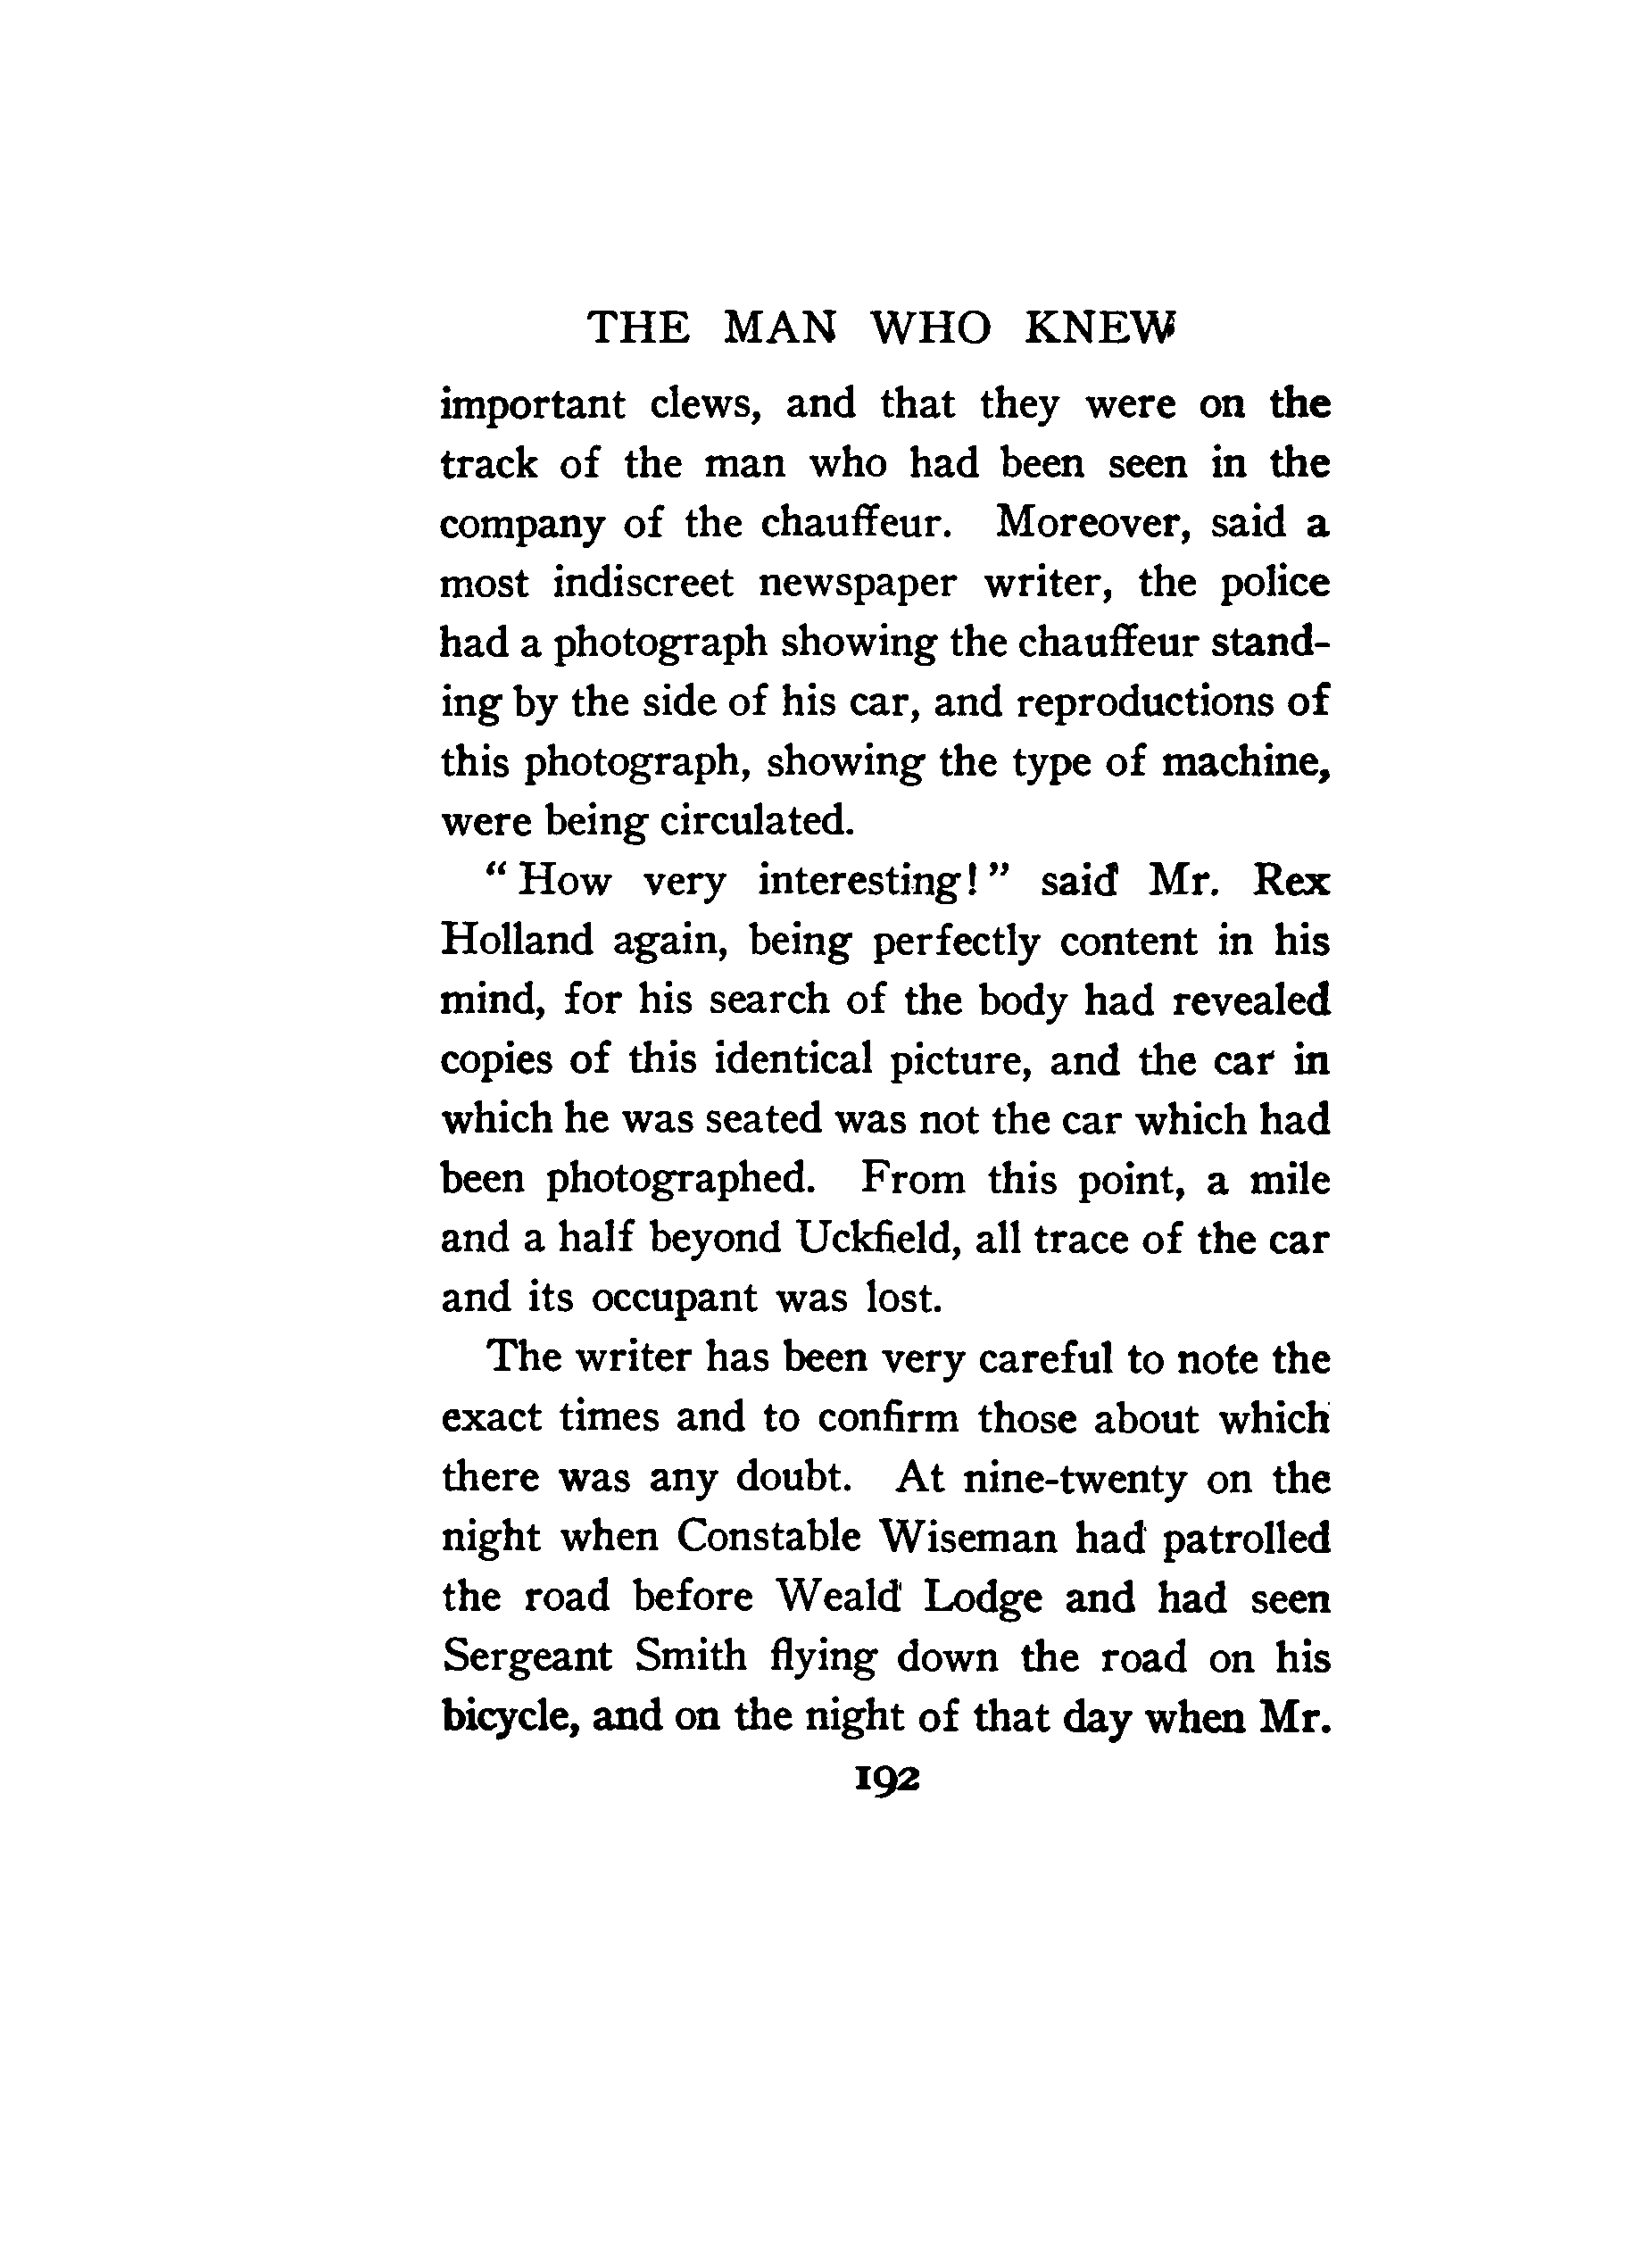 THE MAN WHO KNEW
important clews, and that they were on the
track of the man who had been seen in the
company of the chauffeur. Moreover, said a
most indiscreet newspaper writer, the police
had a photograph showing the chauffeur stand-
ing by the side of his car, and reproductions of
this photograph, showing the type of machine,
were being circulated.
“ How very interesting! ” said Mr. Rex
Holland again, being perfectly content in his
mind, for his search of the body had revealed
copies of this identical picture, and the car in
which he was seated was not the car which had
been photographed. From this point, a mile
and a half beyond Uckfield, all trace of the car
and its occupant was lost.
The writer has been very careful to note the
exact times and to confirm those about which
there was any doubt. At nine-twenty on the
night when Constable Wiseman had patrolled
the road before Weald Lodge and had seen
Sergeant Smith flying down the road on his
bicycle, and on the night of that day when Mr.
192